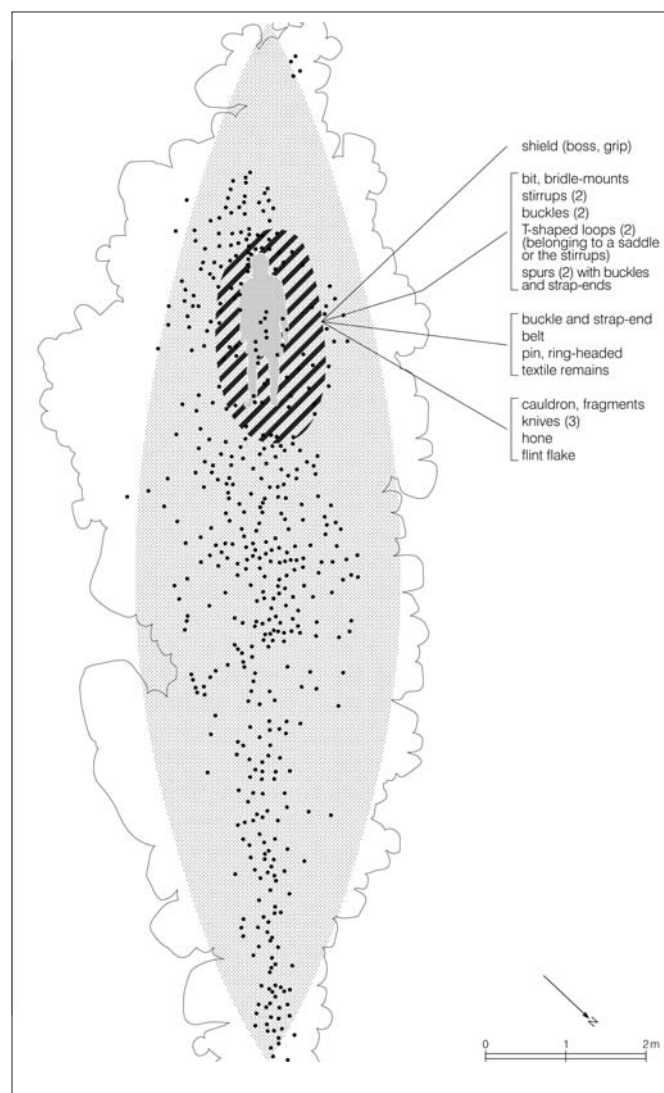 shield (boss, grip)
bit, bridle-mounts
stirrups (2)
buckles (2)
T-shaped loops (2)
(belonging to a saddle
or the stirrups)
spurs (2) with buckles
and strap-ends
buckle and strap-end
belt
pin, ring-headed
textile remains
cauldron, fragments
knives (3)
hone
flint flake
N
0 1 2 m